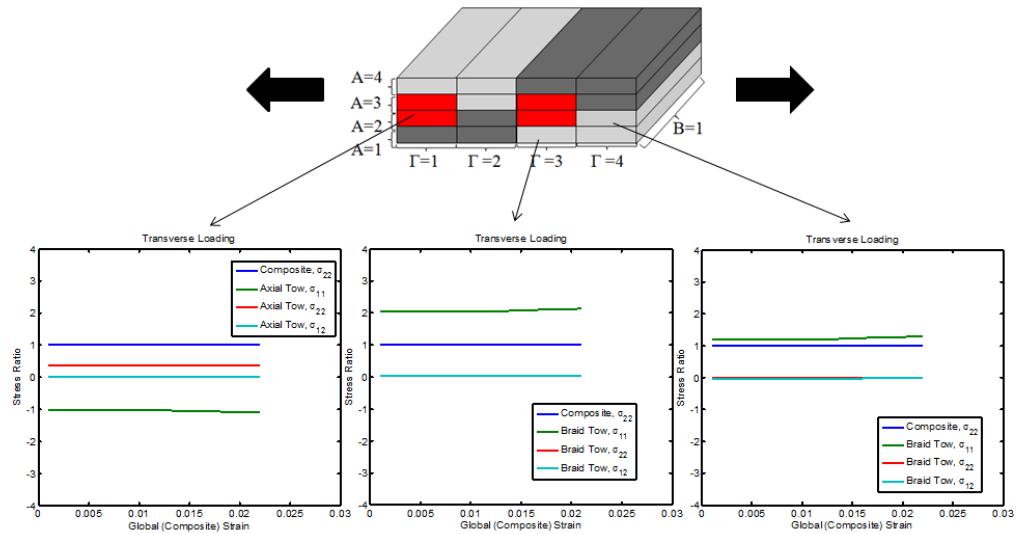 A=4
A=3
A=2
A=1
B=1
Γ=1 Γ=2 Γ=3 Γ=4
Transverse Loading
4
3
2
1
0
-1
-2
-3
-4
Stress Ratio
Composite, σ22
Axial Tow, σ11
Axial Tow, σ22
Axial Tow, σ12
0 0.005 0.01 0.015 0.02 0.025 0.03
Global (Composite) Strain
Transverse Loading
4
3
2
1
0
-1
-2
-3
-4
Stress Ratio
Composite, σ22
Braid Tow, σ11
Braid Tow, σ22
Braid Tow, σ12
0 0.005 0.01 0.015 0.02 0.025 0.03
Global (Composite) Strain
Transverse Loading
4
3
2
1
0
-1
-2
-3
-4
Stress Ratio
Composite, σ22
Braid Tow, σ11
Braid Tow, σ22
Braid Tow, σ12
0 0.005 0.01 0.015 0.02 0.025 0.03
Global (Composite) Strain